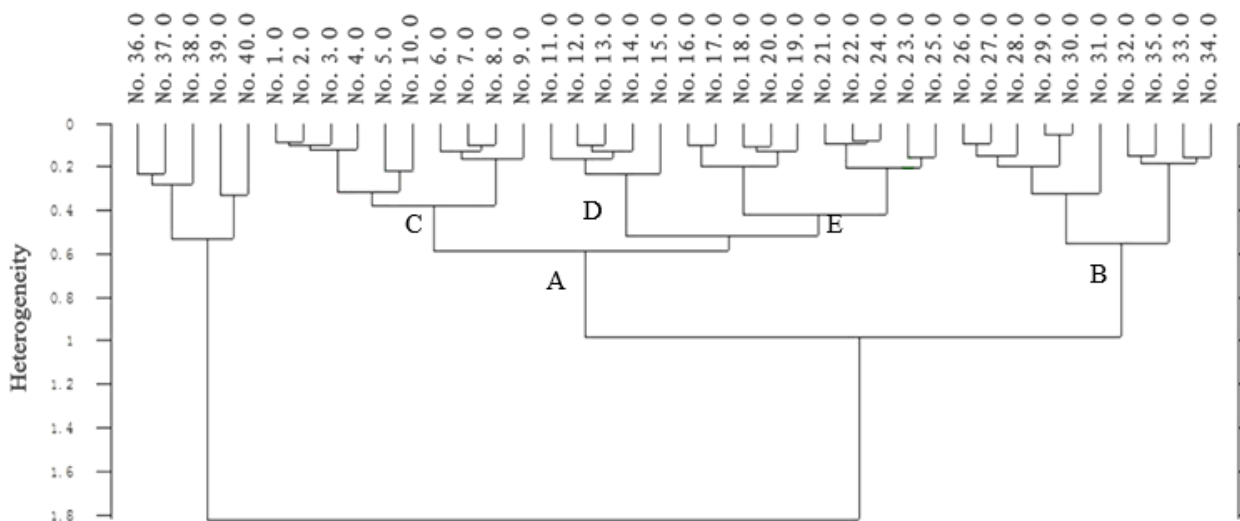 No. 36.0
No. 37.0
No. 38.0
No. 39.0
No. 40.0
No. 1.0
No. 2.0
No. 3.0
No. 4.0
No. 5.0
No. 10.0
No. 6.0
No. 7.0
No. 8.0
No. 9.0
No. 11.0
No. 12.0
No. 13.0
No. 14.0
No. 15.0
No. 16.0
No. 17.0
No. 18.0
No. 20.0
No. 19.0
No. 21.0
No. 22.0
No. 24.0
No. 23.0
No. 25.0
No. 26.0
No. 27.0
No. 28.0
No. 29.0
No. 30.0
No. 31.0
No. 32.0
No. 35.0
No. 33.0
No. 34.0
Heterogeneity
0
0.2
0.4
0.6
0.8
1
1.2
1.4
1.6
1.8
C
D
E
A
B